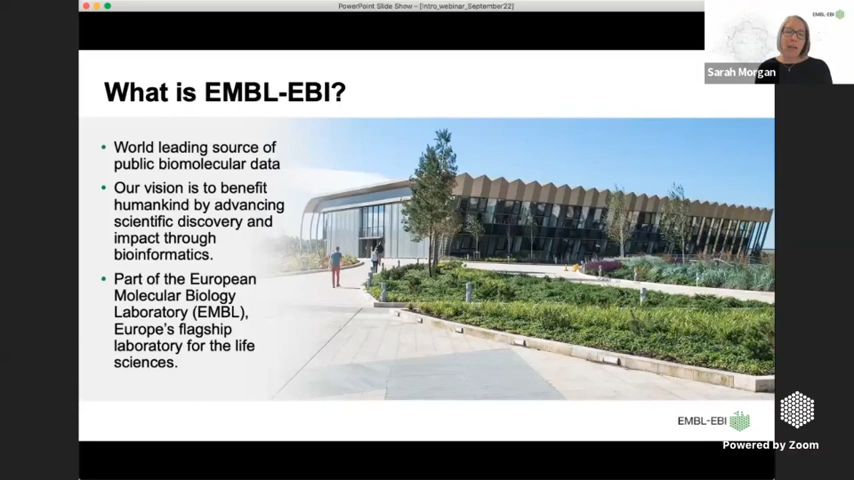 PowerPoint Slide Show - [Intro_webinar_September22]
EMBL-EBI
Sarah Morgan
What is EMBL-EBI?
• World leading source of
public biomolecular data
• Our vision is to benefit
humankind by advancing
scientific discovery and
impact through
bioinformatics.
• Part of the European
Molecular Biology
Laboratory (EMBL),
Europe's flagship
laboratory for the life
sciences.
EMBL-EBI
Powered by Zoom